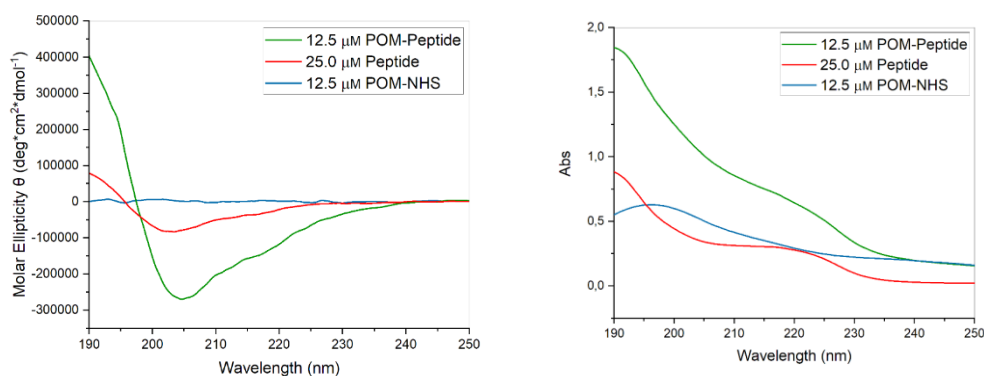 Molar Ellipticity θ (deg*cm²*dmol⁻¹)
500000
400000
300000
200000
100000
0
-100000
-200000
-300000
12.5 µM POM-Peptide
25.0 µM Peptide
12.5 µM POM-NHS
190 200 210 220 230 240 250
Wavelength (nm)
Abs
2,0
1,5
1,0
0,5
0,0
12.5 µM POM-Peptide
25.0 µM Peptide
12.5 µM POM-NHS
190 200 210 220 230 240 250
Wavelength (nm)